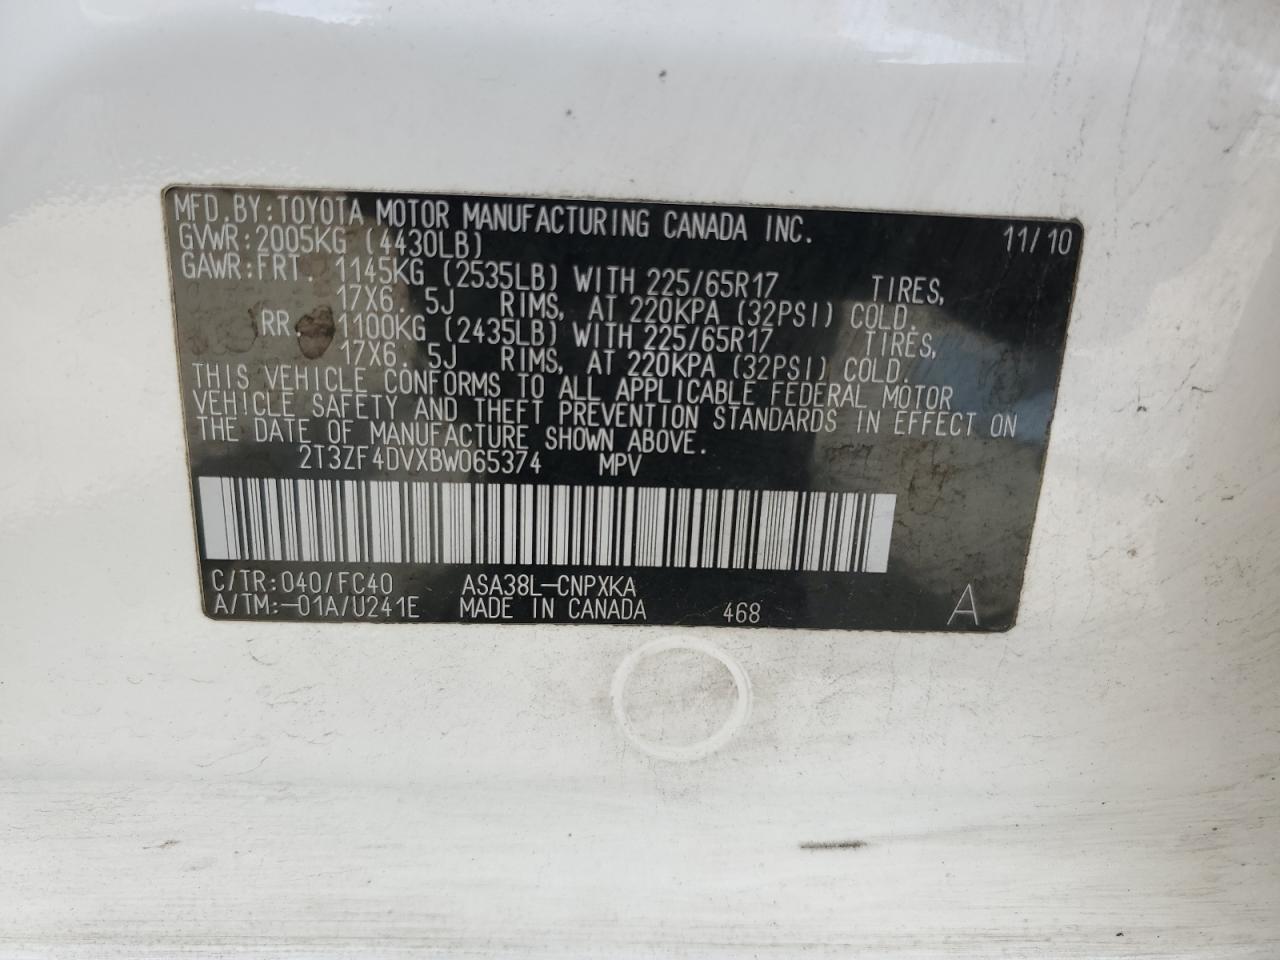 MFD.BY:TOYOTA MOTOR MANUFACTURING CANADA INC. 11/10
GVWR:2005KG (4430LB)
GAWR:FRT. 1145KG (2535LB) WITH 225/65R17 TIRES,
17X6.5J RIMS, AT 220KPA (32PSI) COLD.
RR. 1100KG (2435LB) WITH 225/65R17 TIRES,
17X6.5J RIMS, AT 220KPA (32PSI) COLD.
THIS VEHICLE CONFORMS TO ALL APPLICABLE FEDERAL MOTOR
VEHICLE SAFETY AND THEFT PREVENTION STANDARDS IN EFFECT ON
THE DATE OF MANUFACTURE SHOWN ABOVE.
2T3ZF4DVXBW065374 MPV
C/TR:040/FC40 ASA38L-CNPXKA
A/TM:-01A/U241E MADE IN CANADA 468 A